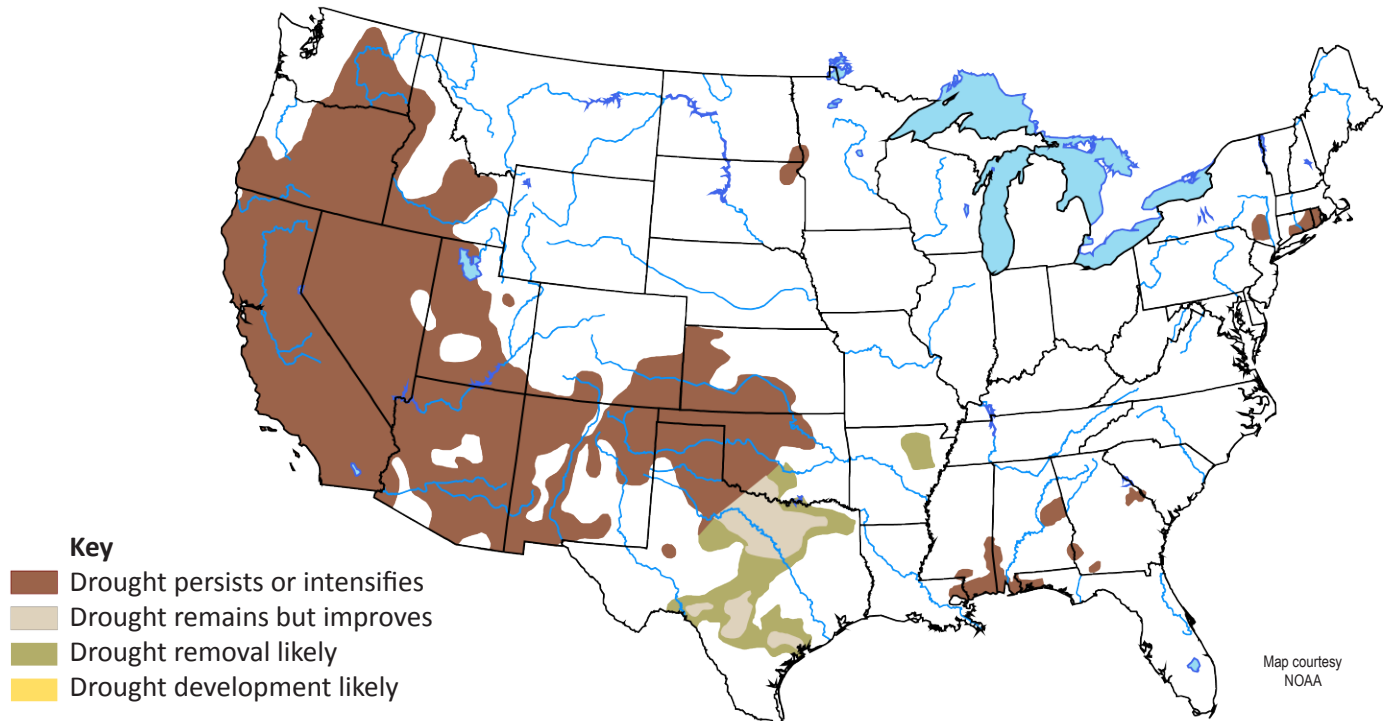 Key
Drought persists or intensifies
Drought remains but improves
Drought removal likely
Drought development likely
Map courtesy
NOAA